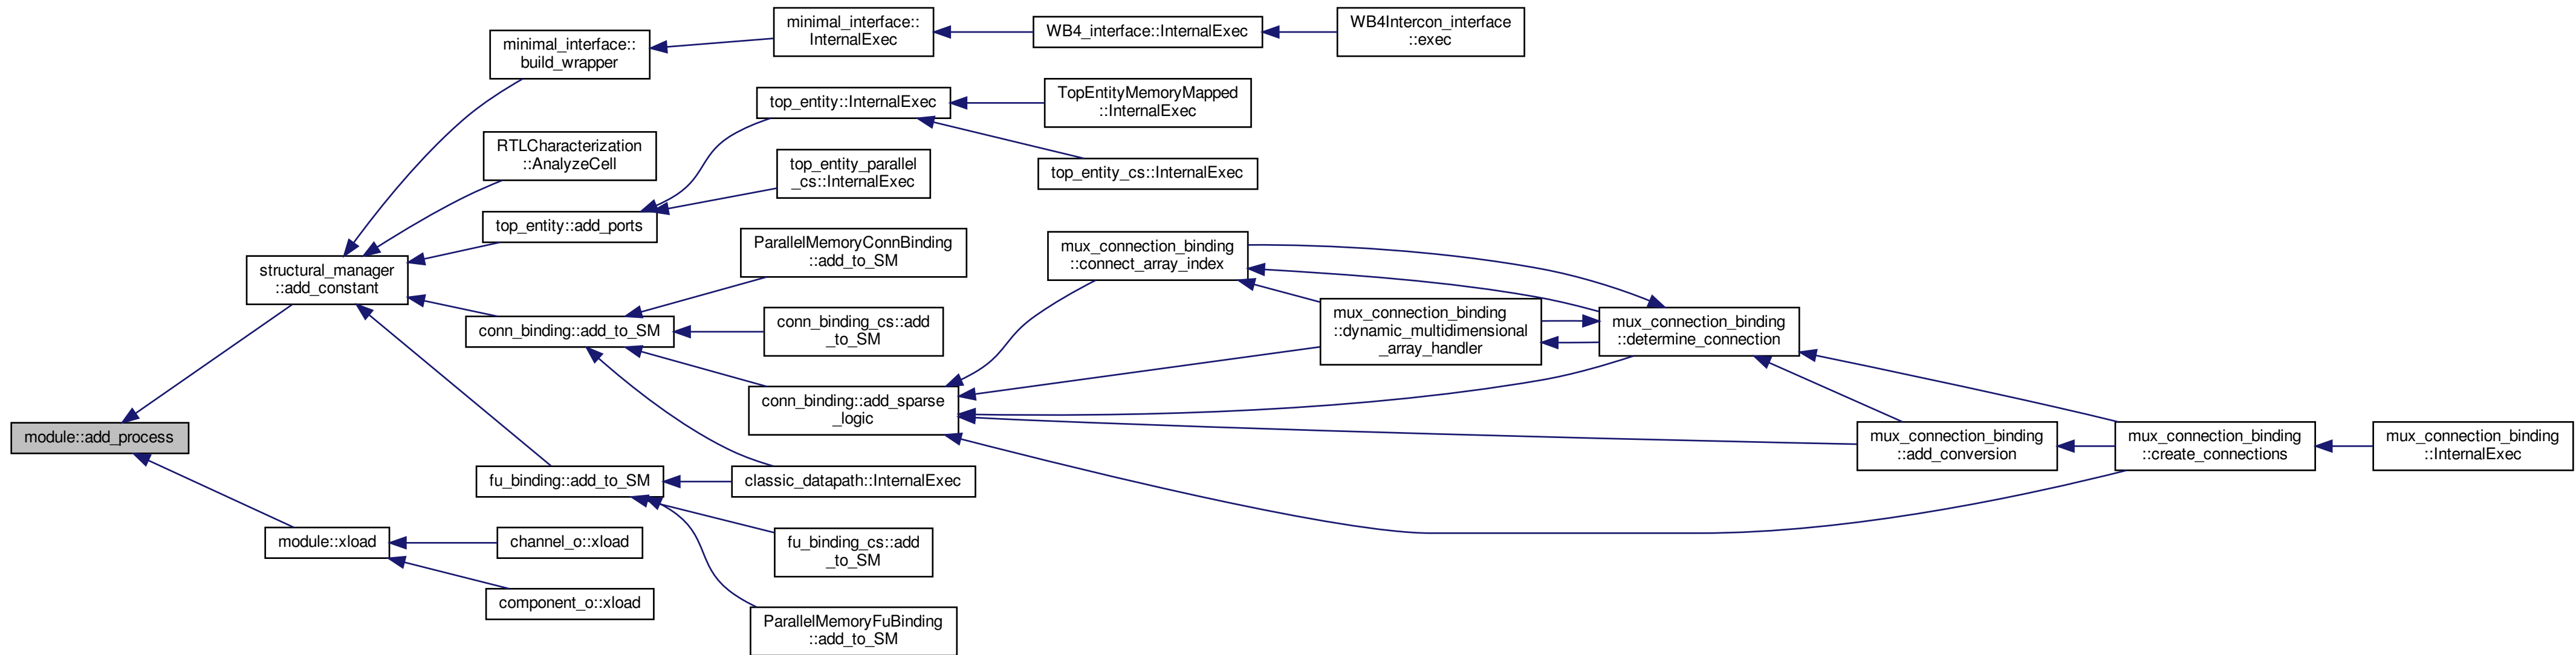 minimal_interface::
build_wrapper
minimal_interface::
InternalExec
WB4_interface::InternalExec
WB4Intercon_interface
::exec
top_entity::InternalExec
TopEntityMemoryMapped
::InternalExec
RTLCharacterization
::AnalyzeCell
top_entity_parallel
_cs::InternalExec
top_entity_cs::InternalExec
top_entity::add_ports
structural_manager
::add_constant
ParallelMemoryConnBinding
::add_to_SM
mux_connection_binding
::connect_array_index
conn_binding::add_to_SM
conn_binding_cs::add
_to_SM
mux_connection_binding
::dynamic_multidimensional
_array_handler
mux_connection_binding
::determine_connection
conn_binding::add_sparse
_logic
module::add_process
mux_connection_binding
::add_conversion
mux_connection_binding
::create_connections
mux_connection_binding
::InternalExec
fu_binding::add_to_SM
classic_datapath::InternalExec
module::xload
channel_o::xload
fu_binding_cs::add
_to_SM
component_o::xload
ParallelMemoryFuBinding
::add_to_SM